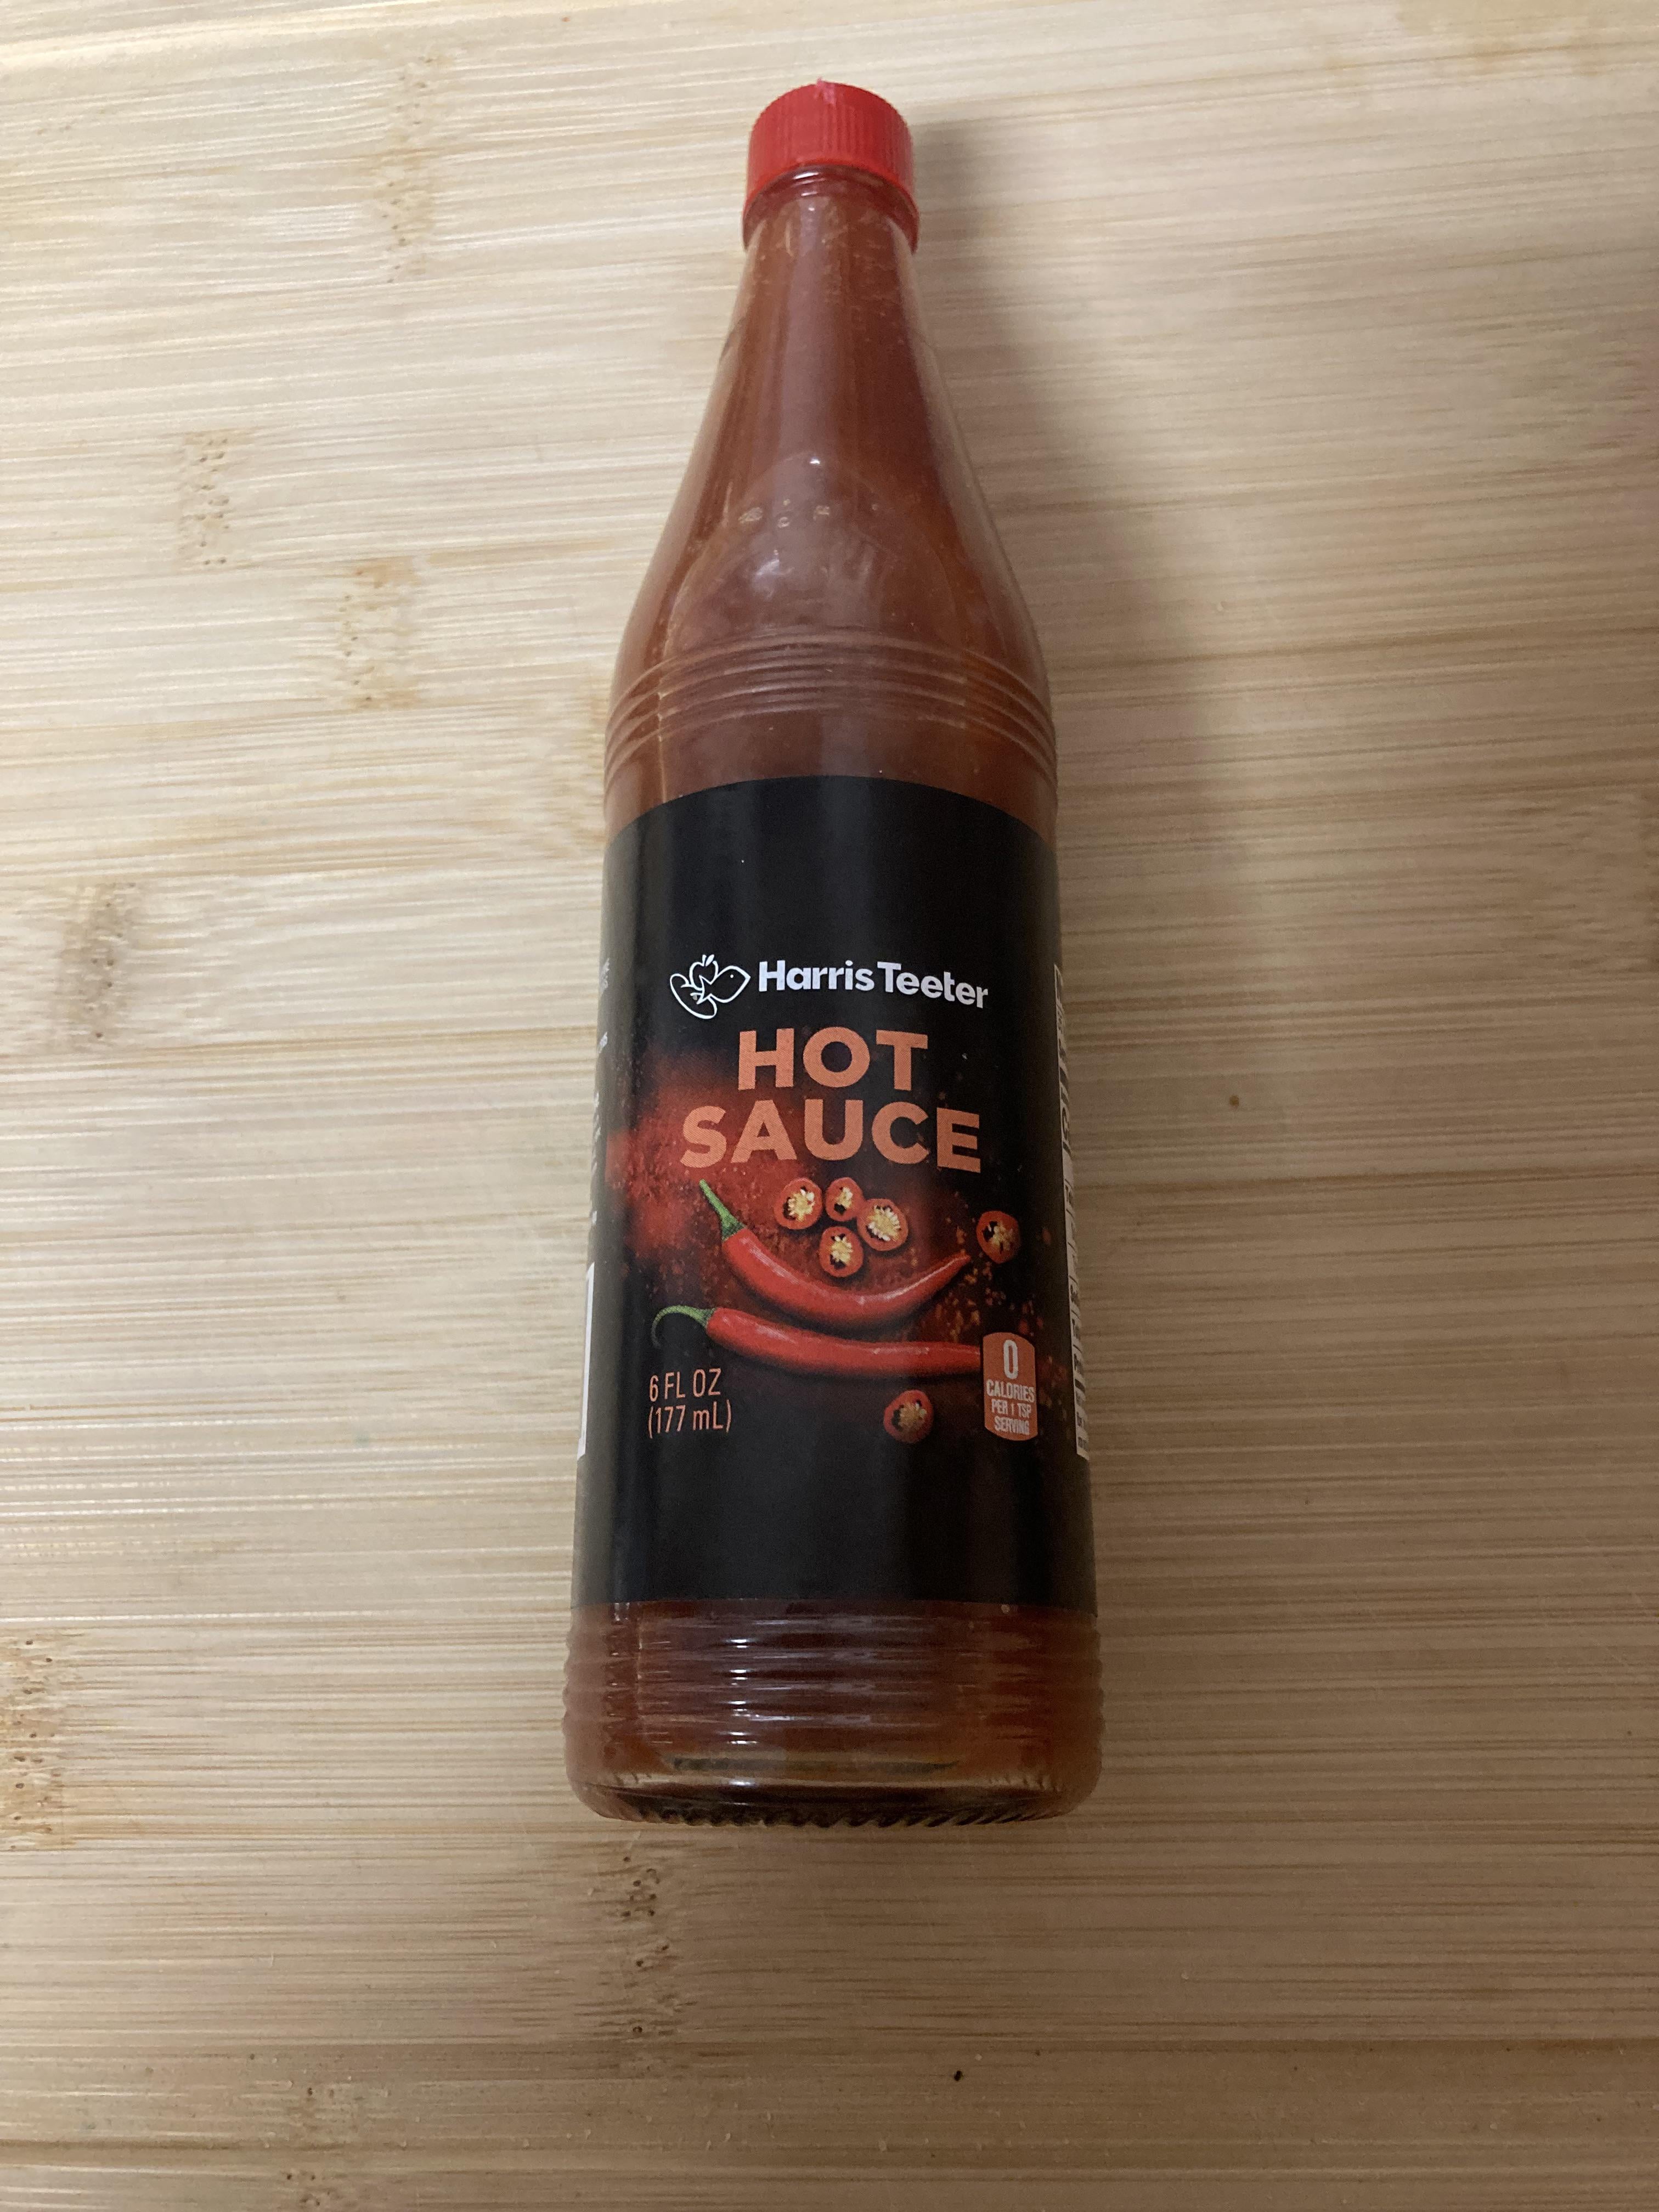 Harris Teeter
HOT
SAUCE
6 FL OZ
(177 mL)
0
CALORIES
PER 1 TSP
SERVING